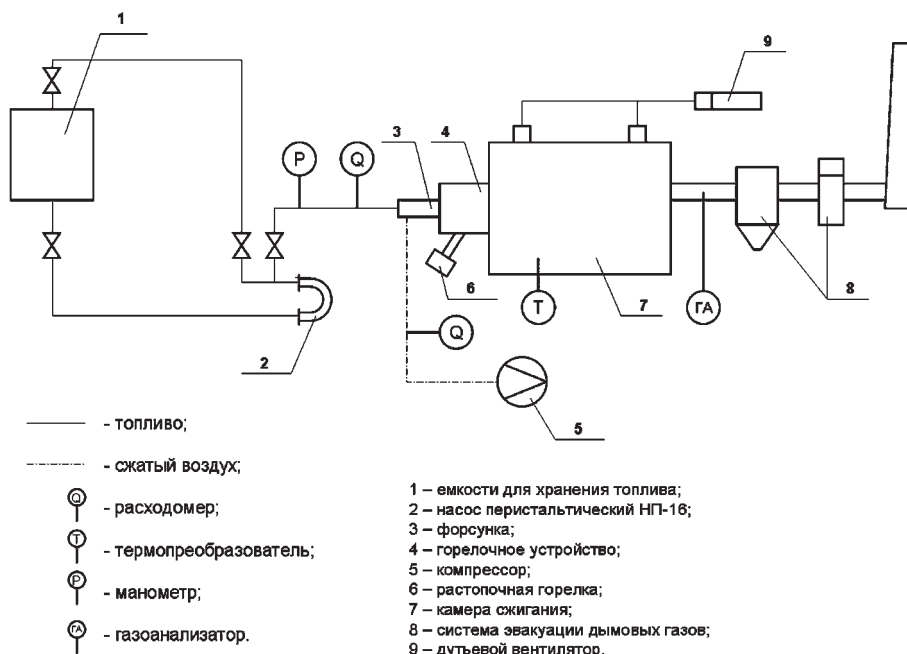 1
9
3
4
P
Q
6
T
7
ГА
8
2
Q
5
- топливо;
- сжатый воздух;
Q - расходомер;
T - термопреобразователь;
P - манометр;
ГА - газоанализатор.
1 – емкости для хранения топлива;
2 – насос перистальтический НП-16;
3 – форсунка;
4 – горелочное устройство;
5 – компрессор;
6 – растопочная горелка;
7 – камера сжигания;
8 – система эвакуации дымовых газов;
9 – дутьевой вентилятор.